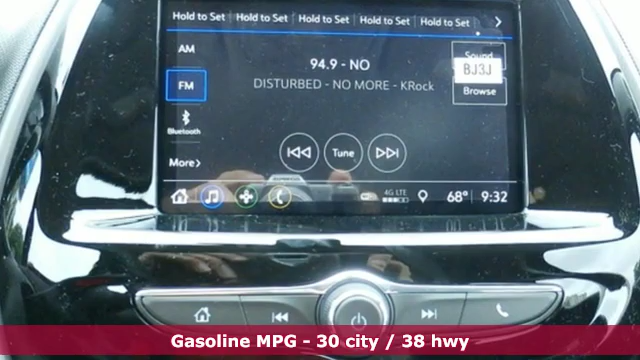 Hold to Set Hold to Set Hold to Set Hold to Set Hold to Set >
AM
94.9 - NO
Sound
BJ3J
FM
DISTURBED - NO MORE - KRock
Browse
Bluetooth
Tune
More >
4G LTE
68° 9:32
Gasoline MPG - 30 city / 38 hwy